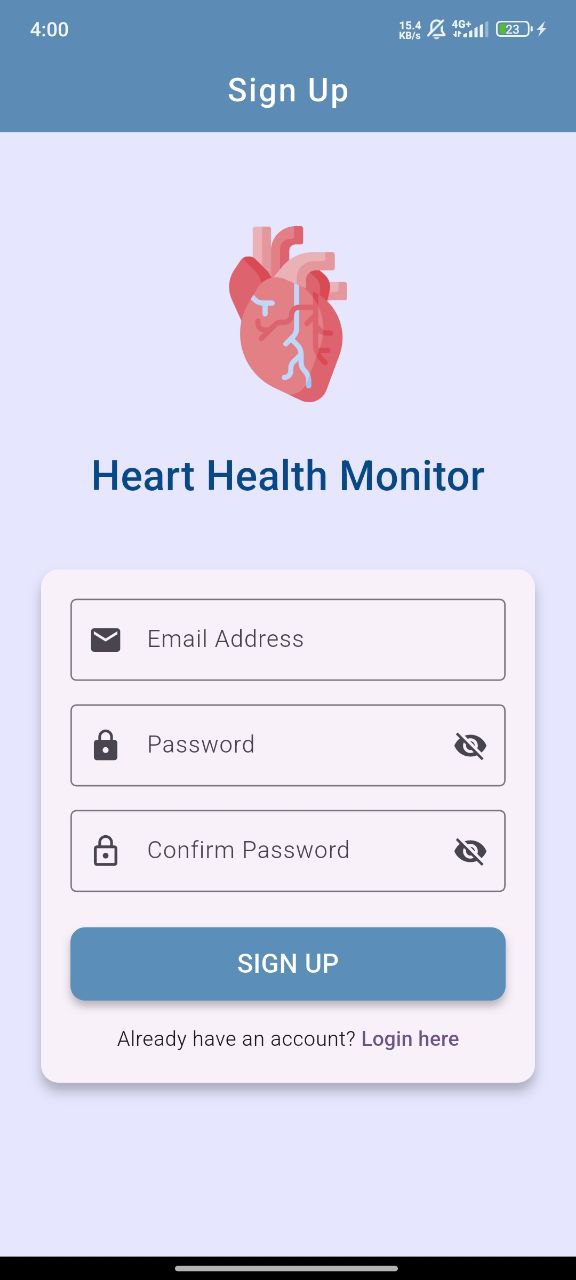 4:00
15.4
KB/s
4G+
23
Sign Up
Heart Health Monitor
Email Address
Password
Confirm Password
SIGN UP
Already have an account? Login here